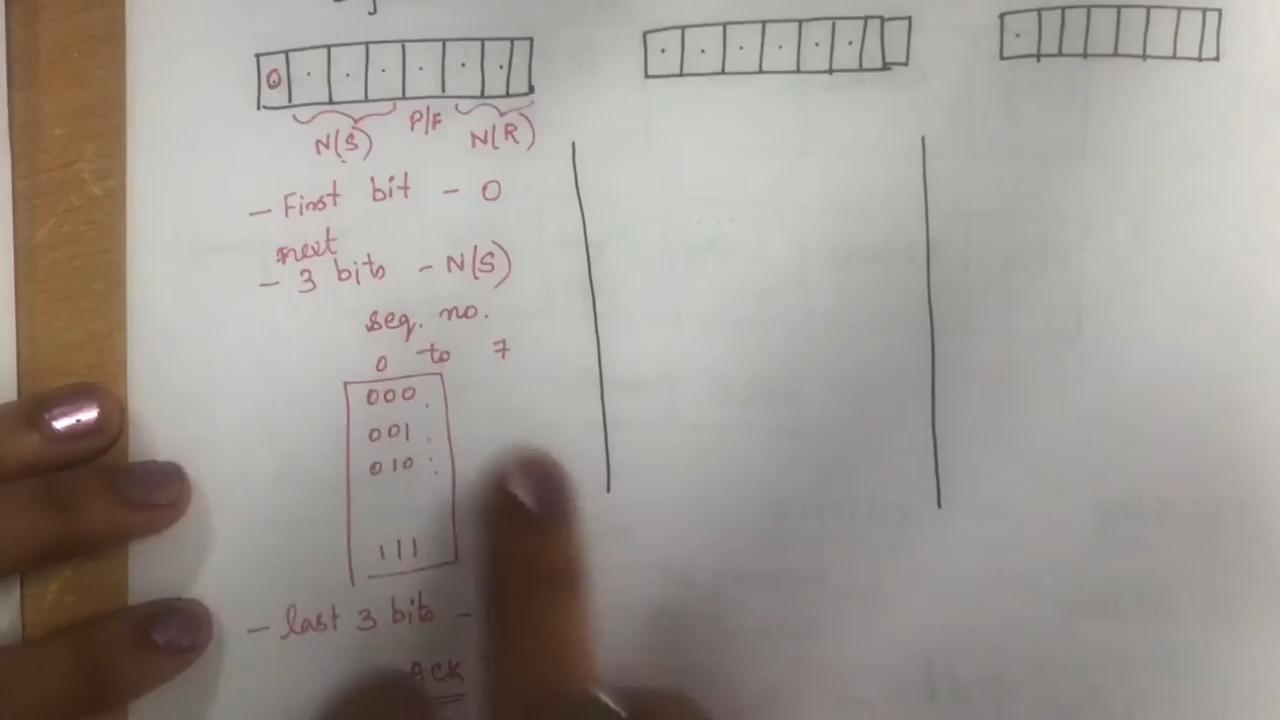 0
N(S) P/F N(R)
- First bit - 0
next
- 3 bits - N(S)
seq. no.
0 to 7
000
001
010
111
- last 3 bits -
ACK